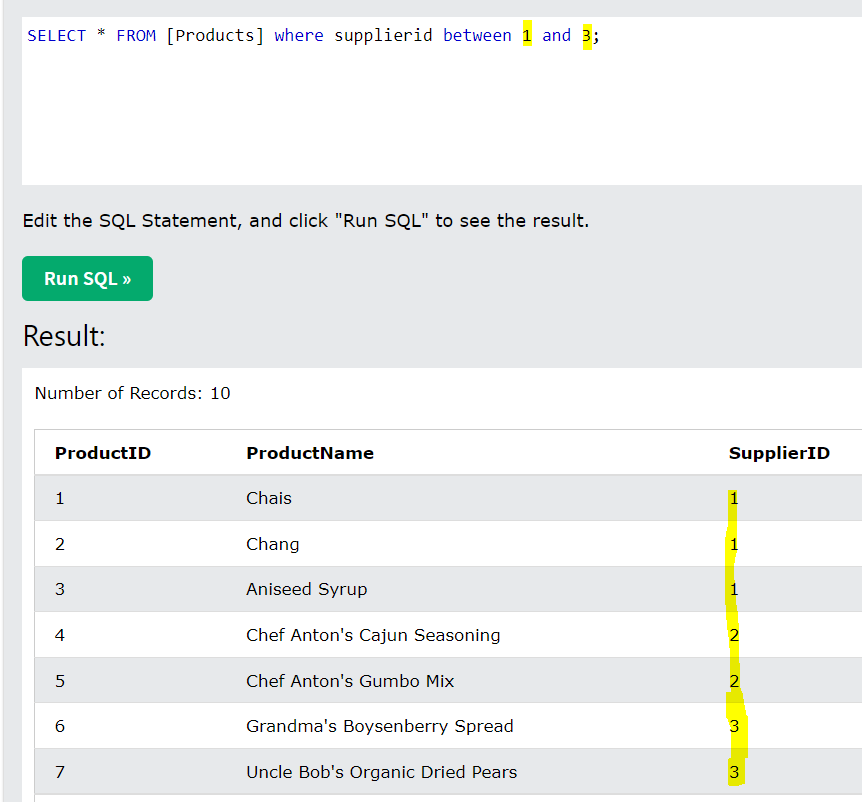 SELECT * FROM [Products] where supplierid between 1 and 3;
Edit the SQL Statement, and click "Run SQL" to see the result.
Run SQL »
Result:
Number of Records: 10
ProductID ProductName SupplierID
1 Chais 1
2 Chang 1
3 Aniseed Syrup 1
4 Chef Anton's Cajun Seasoning 2
5 Chef Anton's Gumbo Mix 2
6 Grandma's Boysenberry Spread 3
7 Uncle Bob's Organic Dried Pears 3